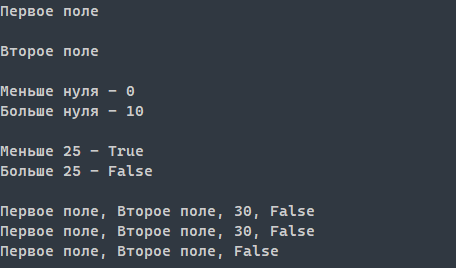 Первое поле
Второе поле
Меньше нуля - 0
Больше нуля - 10
Меньше 25 - True
Больше 25 - False
Первое поле, Второе поле, 30, False
Первое поле, Второе поле, 30, False
Первое поле, Второе поле, False